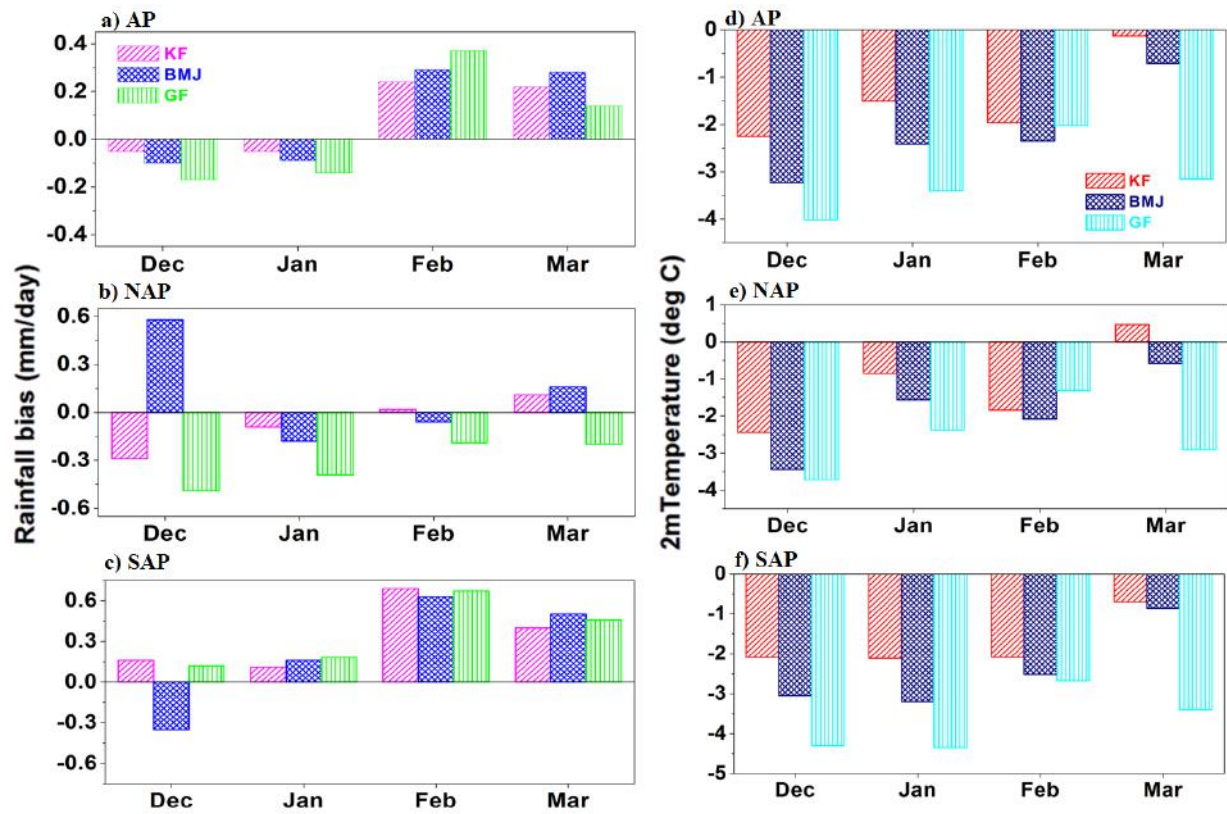 a) AP
0.4
0.2
0.0
-0.2
-0.4
KF
BMJ
GF
Dec Jan Feb Mar
b) NAP
0.6
0.3
0.0
-0.3
-0.6
Dec Jan Feb Mar
c) SAP
0.6
0.3
0.0
-0.3
-0.6
Dec Jan Feb Mar
Rainfall bias (mm/day)
d) AP
0
-1
-2
-3
-4
KF
BMJ
GF
Dec Jan Feb Mar
e) NAP
1
0
-1
-2
-3
-4
Dec Jan Feb Mar
f) SAP
0
-1
-2
-3
-4
-5
Dec Jan Feb Mar
2mTemperature (deg C)